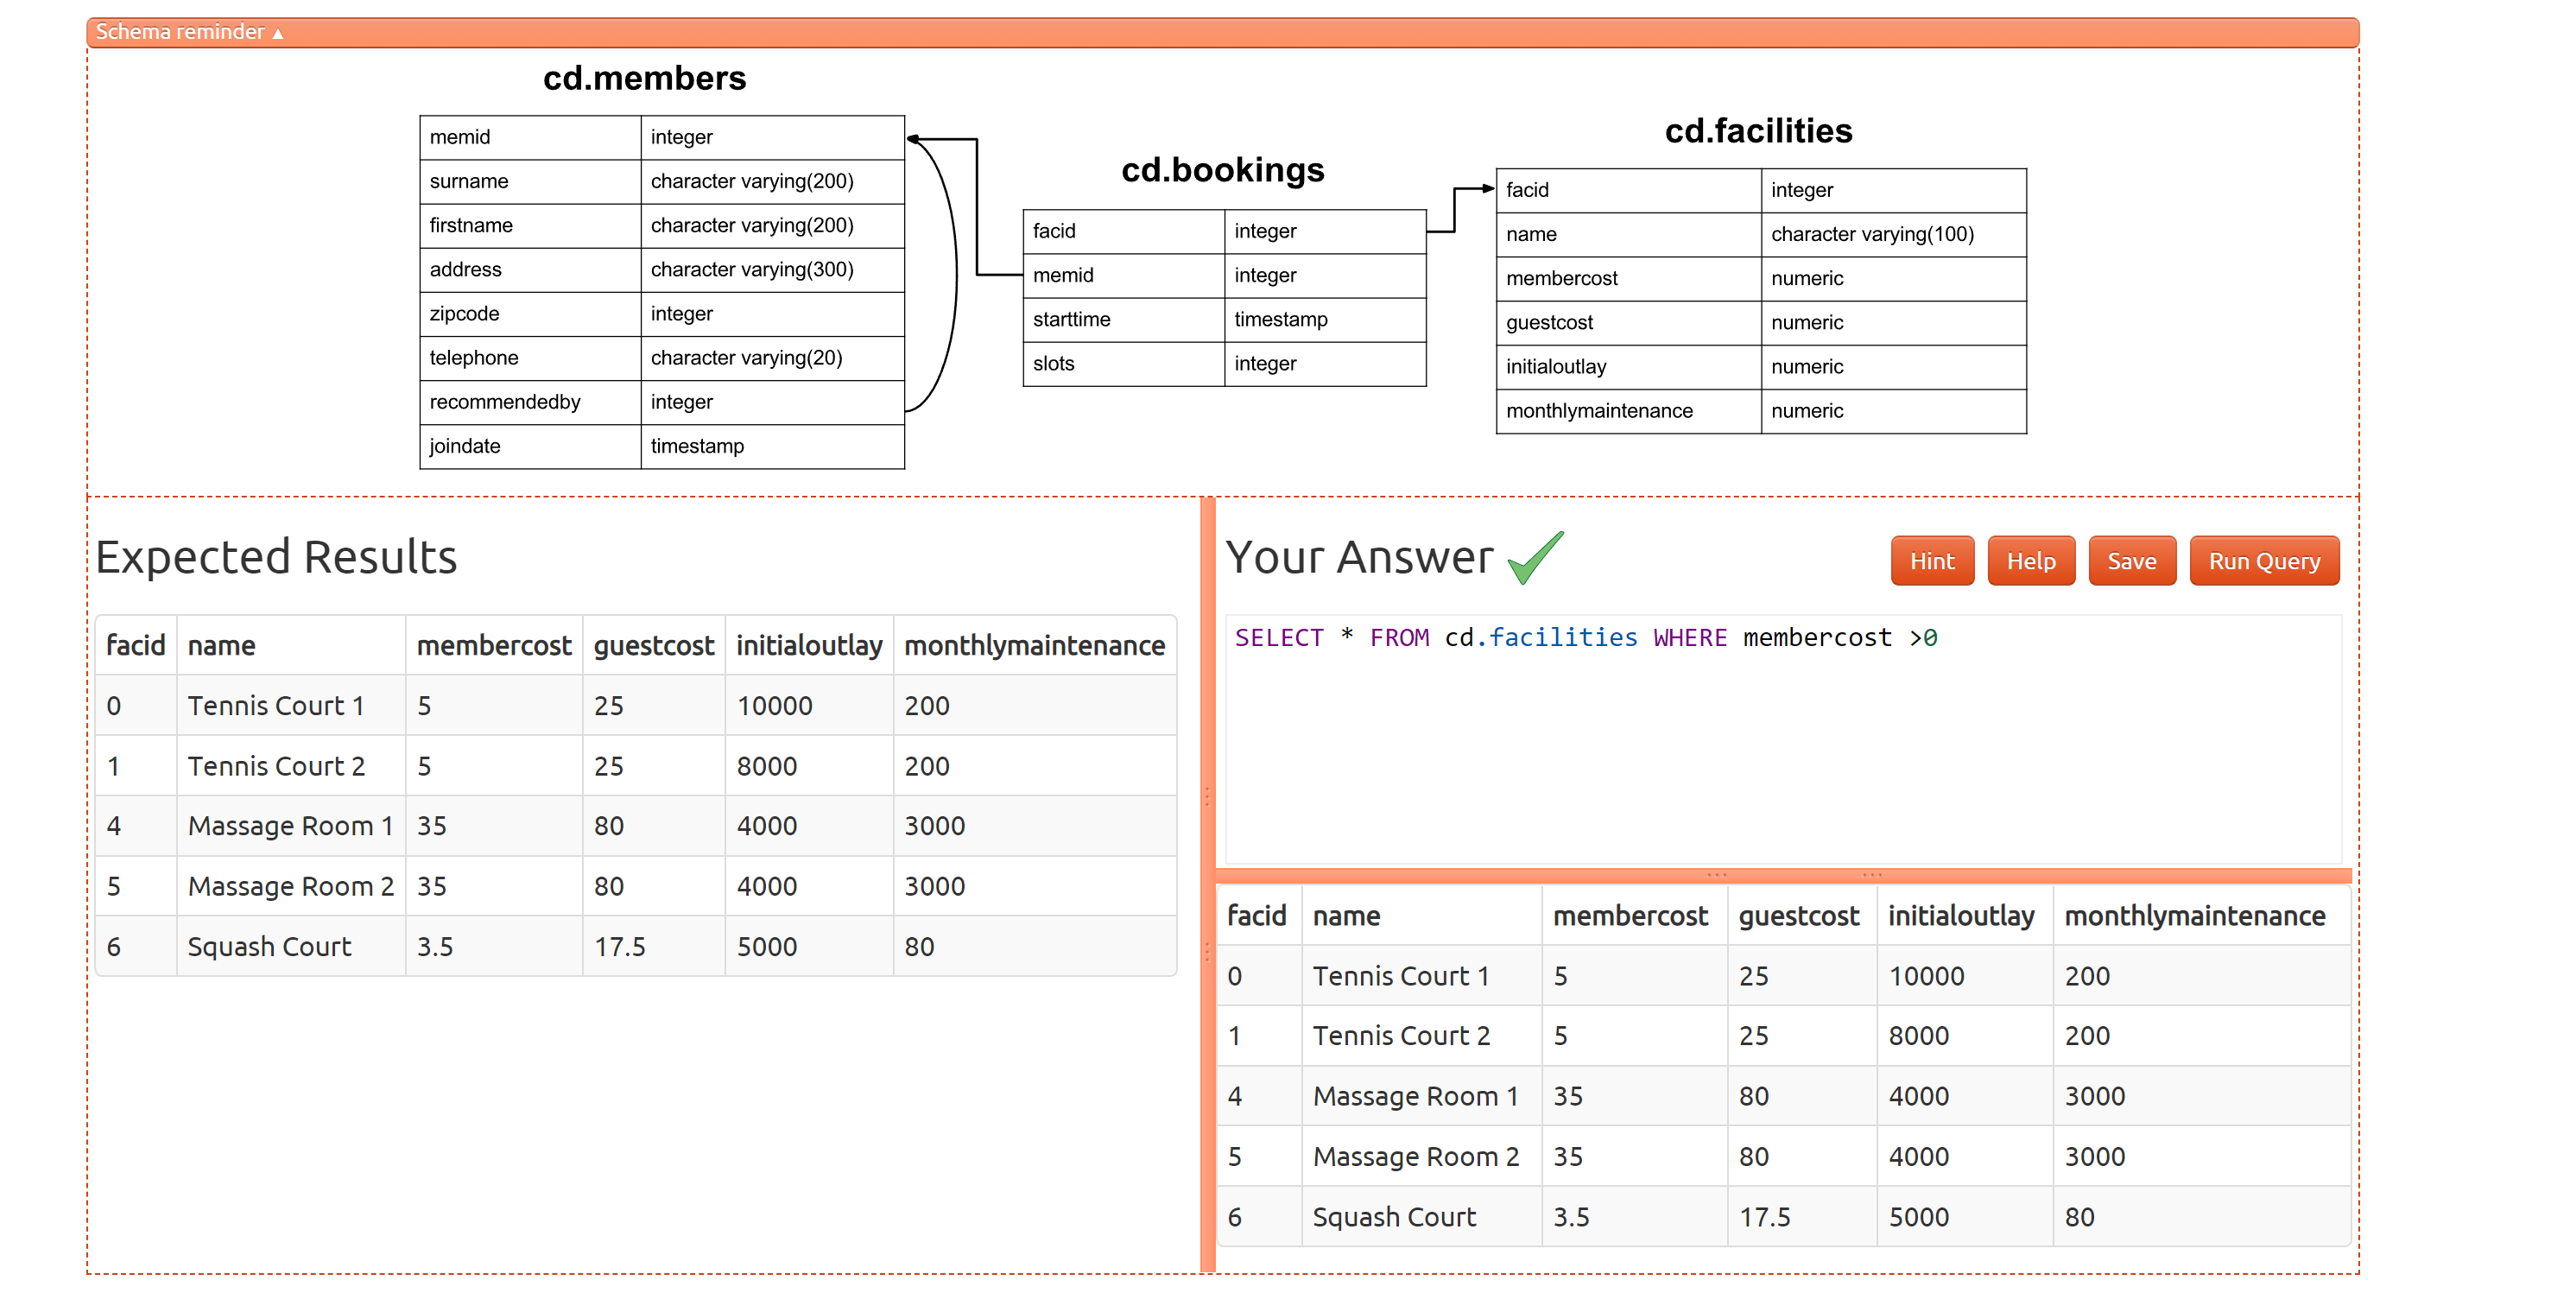 Schema reminder ▲
cd.members
memid integer
surname character varying(200)
firstname character varying(200)
address character varying(300)
zipcode integer
telephone character varying(20)
recommendedby integer
joindate timestamp
cd.bookings
facid integer
memid integer
starttime timestamp
slots integer
cd.facilities
facid integer
name character varying(100)
membercost numeric
guestcost numeric
initialoutlay numeric
monthlymaintenance numeric
Expected Results
facid name membercost guestcost initialoutlay monthlymaintenance
0 Tennis Court 1 5 25 10000 200
1 Tennis Court 2 5 25 8000 200
4 Massage Room 1 35 80 4000 3000
5 Massage Room 2 35 80 4000 3000
6 Squash Court 3.5 17.5 5000 80
Your Answer
Hint Help Save Run Query
SELECT * FROM cd.facilities WHERE membercost >0
facid name membercost guestcost initialoutlay monthlymaintenance
0 Tennis Court 1 5 25 10000 200
1 Tennis Court 2 5 25 8000 200
4 Massage Room 1 35 80 4000 3000
5 Massage Room 2 35 80 4000 3000
6 Squash Court 3.5 17.5 5000 80